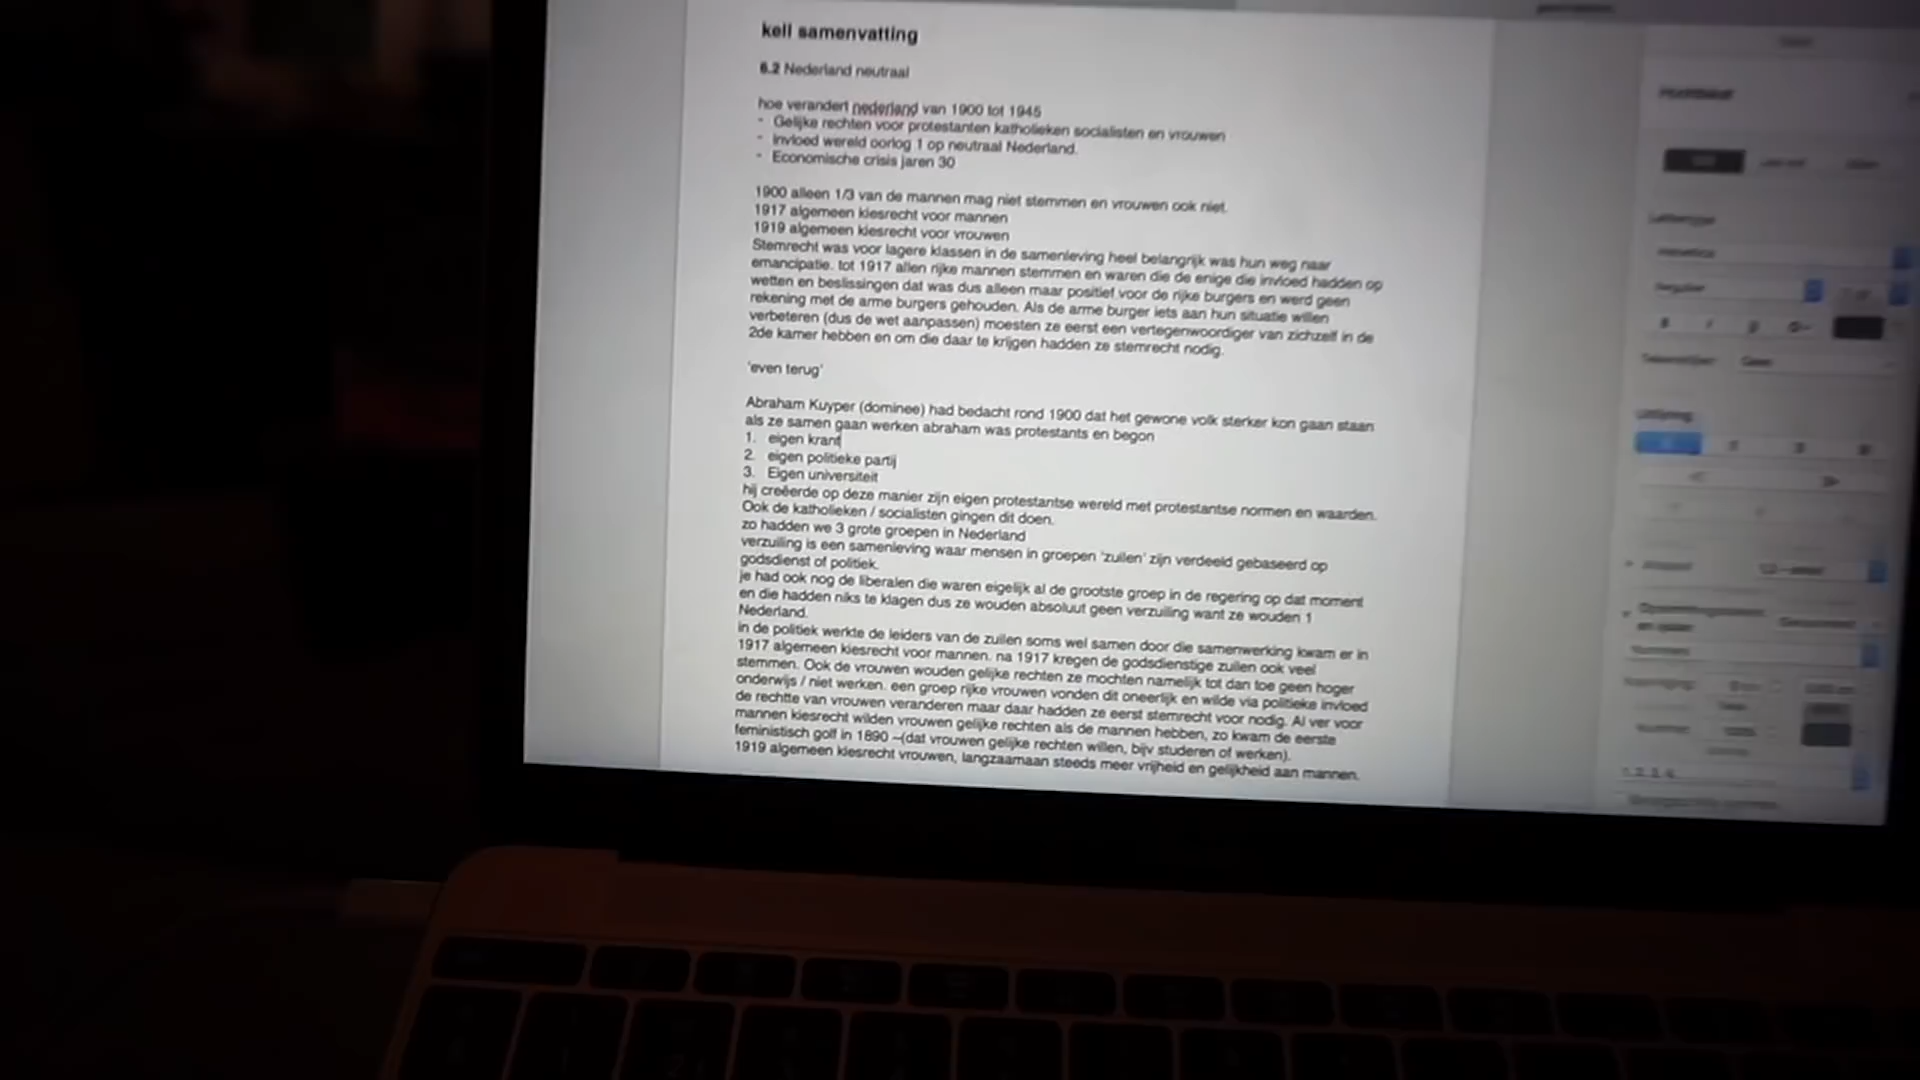 kell samenvatting
6.2 Nederland neutraal
hoe verandert nederland van 1900 tot 1945
- Gelijke rechten voor protestanten katholieken socialisten en vrouwen
- Invloed wereld oorlog 1 op neutraal Nederland.
- Economische crisis jaren 30
1900 alleen 1/3 van de mannen mag niet stemmen en vrouwen ook niet.
1917 algemeen kiesrecht voor mannen
1919 algemeen kiesrecht voor vrouwen
Stemrecht was voor lagere klassen in de samenleving heel belangrijk was hun weg naar
emancipatie. tot 1917 allen rijke mannen stemmen en waren die de enige die invloed hadden op
wetten en beslissingen dat was dus alleen maar positief voor de rijke burgers en werd geen
rekening met de arme burgers gehouden. Als de arme burger iets aan hun situatie willen
verbeteren (dus de wet aanpassen) moesten ze eerst een vertegenwoordiger van zichzelf in de
2de kamer hebben en om die daar te krijgen hadden ze stemrecht nodig.
'even terug'
Abraham Kuyper (dominee) had bedacht rond 1900 dat het gewone volk sterker kon gaan staan
als ze samen gaan werken abraham was protestants en begon
1. eigen krant
2. eigen politieke partij
3. Eigen universiteit
hij creëerde op deze manier zijn eigen protestantse wereld met protestantse normen en waarden.
Ook de katholieken / socialisten gingen dit doen.
zo hadden we 3 grote groepen in Nederland
verzuiling is een samenleving waar mensen in groepen 'zuilen' zijn verdeeld gebaseerd op
godsdienst of politiek.
je had ook nog de liberalen die waren eigelijk al de grootste groep in de regering op dat moment
en die hadden niks te klagen dus ze wouden absoluut geen verzuiling want ze wouden 1
Nederland.
in de politiek werkte de leiders van de zuilen soms wel samen door die samenwerking kwam er in
1917 algemeen kiesrecht voor mannen. na 1917 kregen de godsdienstige zuilen ook veel
stemmen. Ook de vrouwen wouden gelijke rechten ze mochten namelijk tot dan toe geen hoger
onderwijs / niet werken. een groep rijke vrouwen vonden dit oneerlijk en wilde via politieke invloed
de rechtte van vrouwen veranderen maar daar hadden ze eerst stemrecht voor nodig. Al ver voor
mannen kiesrecht wilden vrouwen gelijke rechten als de mannen hebben, zo kwam de eerste
feministisch golf in 1890 –(dat vrouwen gelijke rechten willen, bijv studeren of werken).
1919 algemeen kiesrecht vrouwen, langzaamaan steeds meer vrijheid en gelijkheid aan mannen.